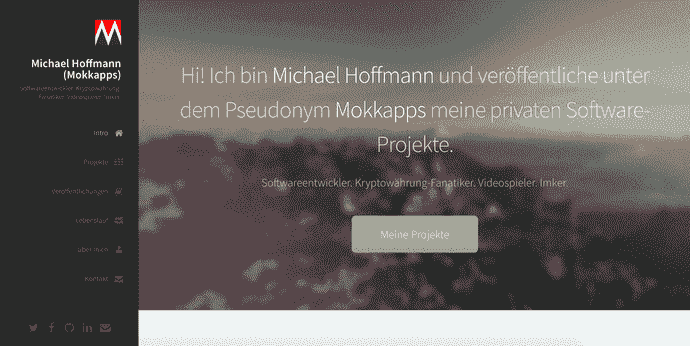 Michael Hoffmann
(Mokkapps)
Softwareentwickler. Kryptowährung-
Fanatiker. Videospieler. Imker.
Intro
Projekte
Veröffentlichungen
Lebenslauf
Über mich
Kontakt
Hi! Ich bin Michael Hoffmann und veröffentliche unter
dem Pseudonym Mokkapps meine privaten Software-
Projekte.
Softwareentwickler. Kryptowährung-Fanatiker. Videospieler. Imker.
Meine Projekte